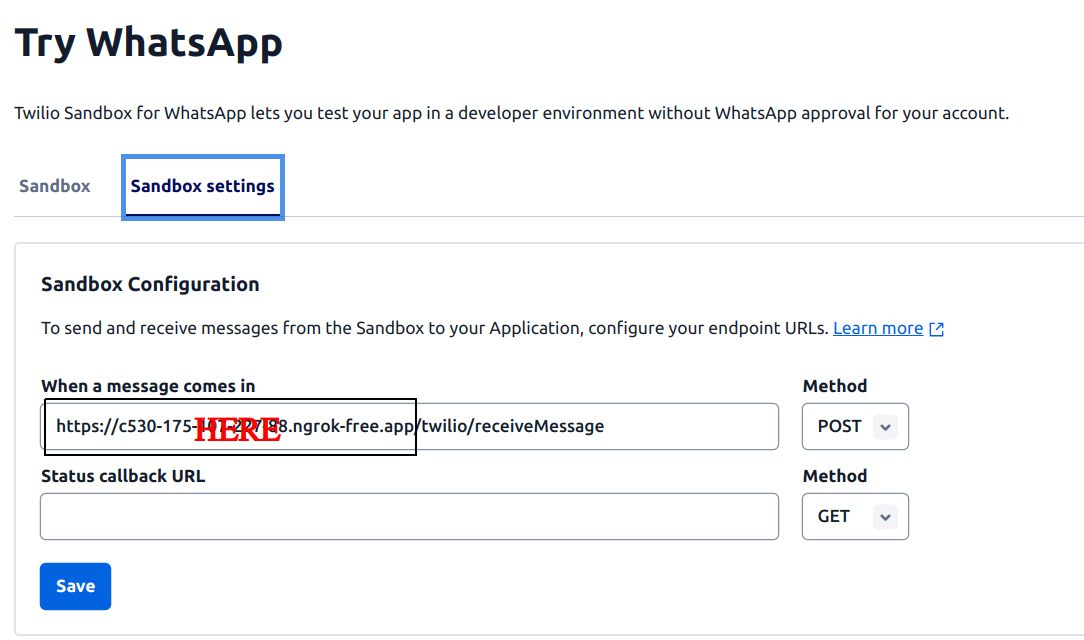 Try WhatsApp
Twilio Sandbox for WhatsApp lets you test your app in a developer environment without WhatsApp approval for your account.
Sandbox
Sandbox settings
Sandbox Configuration
To send and receive messages from the Sandbox to your Application, configure your endpoint URLs. Learn more
When a message comes in
Method
https://c530-175-107-227-88.ngrok-free.app/twilio/receiveMessage
HERE
POST
Status callback URL
Method
GET
Save